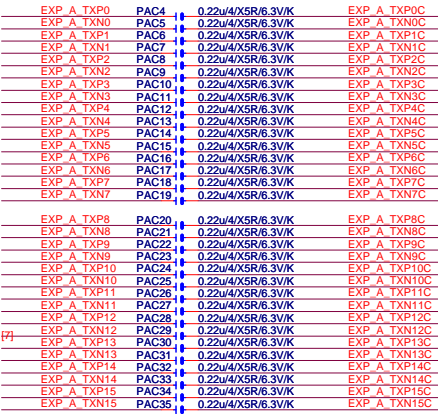 EXP_A_TXP0 PAC4 0.22u/4/X5R/6.3V/K EXP_A_TXP0C
EXP_A_TXN0 PAC5 0.22u/4/X5R/6.3V/K EXP_A_TXN0C
EXP_A_TXP1 PAC6 0.22u/4/X5R/6.3V/K EXP_A_TXP1C
EXP_A_TXN1 PAC7 0.22u/4/X5R/6.3V/K EXP_A_TXN1C
EXP_A_TXP2 PAC8 0.22u/4/X5R/6.3V/K EXP_A_TXP2C
EXP_A_TXN2 PAC9 0.22u/4/X5R/6.3V/K EXP_A_TXN2C
EXP_A_TXP3 PAC10 0.22u/4/X5R/6.3V/K EXP_A_TXP3C
EXP_A_TXN3 PAC11 0.22u/4/X5R/6.3V/K EXP_A_TXN3C
EXP_A_TXP4 PAC12 0.22u/4/X5R/6.3V/K EXP_A_TXP4C
EXP_A_TXN4 PAC13 0.22u/4/X5R/6.3V/K EXP_A_TXN4C
EXP_A_TXP5 PAC14 0.22u/4/X5R/6.3V/K EXP_A_TXP5C
EXP_A_TXN5 PAC15 0.22u/4/X5R/6.3V/K EXP_A_TXN5C
EXP_A_TXP6 PAC16 0.22u/4/X5R/6.3V/K EXP_A_TXP6C
EXP_A_TXN6 PAC17 0.22u/4/X5R/6.3V/K EXP_A_TXN6C
EXP_A_TXP7 PAC18 0.22u/4/X5R/6.3V/K EXP_A_TXP7C
EXP_A_TXN7 PAC19 0.22u/4/X5R/6.3V/K EXP_A_TXN7C
EXP_A_TXP8 PAC20 0.22u/4/X5R/6.3V/K EXP_A_TXP8C
EXP_A_TXN8 PAC21 0.22u/4/X5R/6.3V/K EXP_A_TXN8C
EXP_A_TXP9 PAC22 0.22u/4/X5R/6.3V/K EXP_A_TXP9C
EXP_A_TXN9 PAC23 0.22u/4/X5R/6.3V/K EXP_A_TXN9C
EXP_A_TXP10 PAC24 0.22u/4/X5R/6.3V/K EXP_A_TXP10C
EXP_A_TXN10 PAC25 0.22u/4/X5R/6.3V/K EXP_A_TXN10C
EXP_A_TXP11 PAC26 0.22u/4/X5R/6.3V/K EXP_A_TXP11C
EXP_A_TXN11 PAC27 0.22u/4/X5R/6.3V/K EXP_A_TXN11C
EXP_A_TXP12 PAC28 0.22u/4/X5R/6.3V/K EXP_A_TXP12C
[7] EXP_A_TXN12 PAC29 0.22u/4/X5R/6.3V/K EXP_A_TXN12C
EXP_A_TXP13 PAC30 0.22u/4/X5R/6.3V/K EXP_A_TXP13C
EXP_A_TXN13 PAC31 0.22u/4/X5R/6.3V/K EXP_A_TXN13C
EXP_A_TXP14 PAC32 0.22u/4/X5R/6.3V/K EXP_A_TXP14C
EXP_A_TXN14 PAC33 0.22u/4/X5R/6.3V/K EXP_A_TXN14C
EXP_A_TXP15 PAC34 0.22u/4/X5R/6.3V/K EXP_A_TXP15C
EXP_A_TXN15 PAC35 0.22u/4/X5R/6.3V/K EXP_A_TXN15C